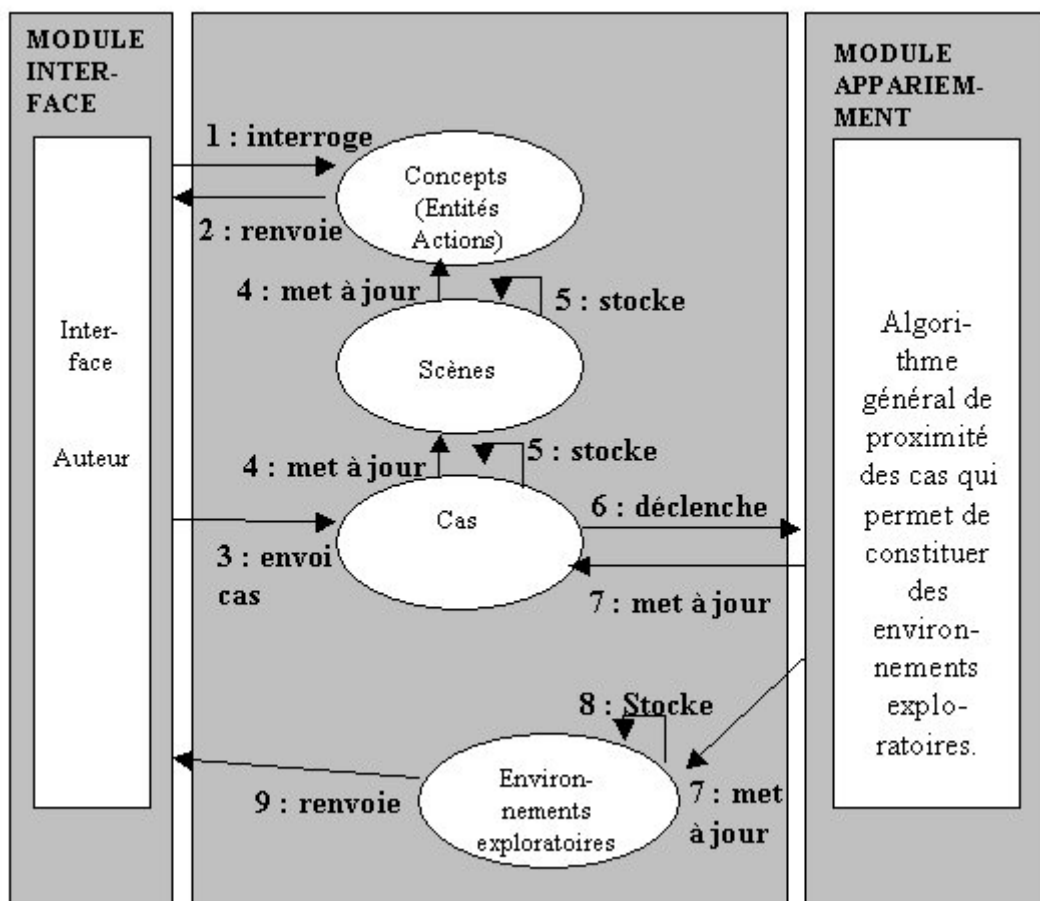 MODULE
INTER-
FACE
Inter-
face
Auteur
1 : interroge
2 : renvoie
Concepts
(Entités
Actions)
4 : met à jour
5 : stocke
Scènes
4 : met à jour
5 : stocke
Cas
3 : envoi
cas
6 : déclenche
7 : met à jour
8 : Stocke
9 : renvoie
Environ-
nements
exploratoires
7 : met
à jour
MODULE
APPARIEM-
MENT
Algori-
thme
général de
proximité
des cas qui
permet de
constituer
des
environ-
nements
explo-
ratoires.